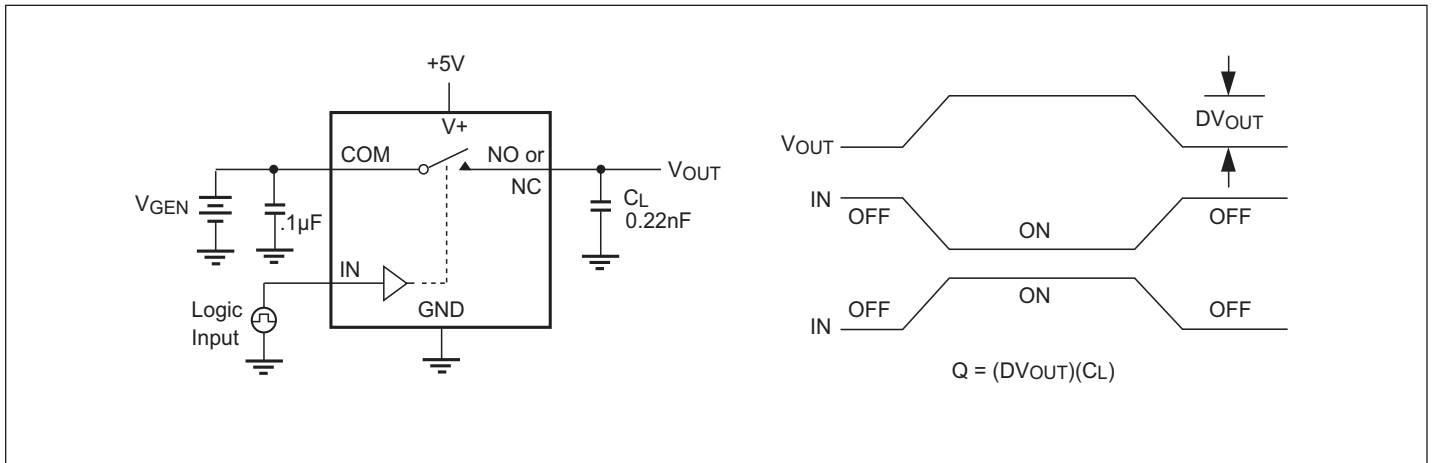 +5V
V+
COM
NO or
NC
VOUT
VGEN
.1µF
CL
0.22nF
IN
Logic
Input
GND
VOUT
DVOUT
IN
OFF
ON
OFF
IN
OFF
ON
OFF
Q = (DVOUT)(CL)